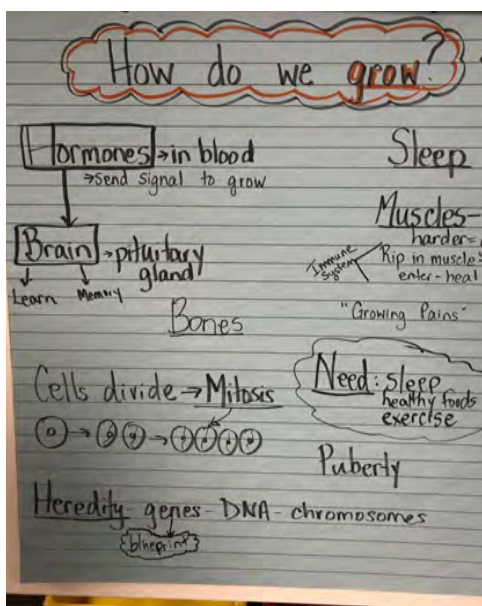 How do we grow?
Hormones → in blood
→ send signal to grow
Brain → pituitary
gland
Learn Memory
Bones
Cells divide → Mitosis
Heredity - genes - DNA - chromosomes
blueprint
Sleep
Muscles-
harder=
Immune
System
Rip in muscle
enter - heal
"Growing Pains"
Need: sleep
healthy foods
exercise
Puberty